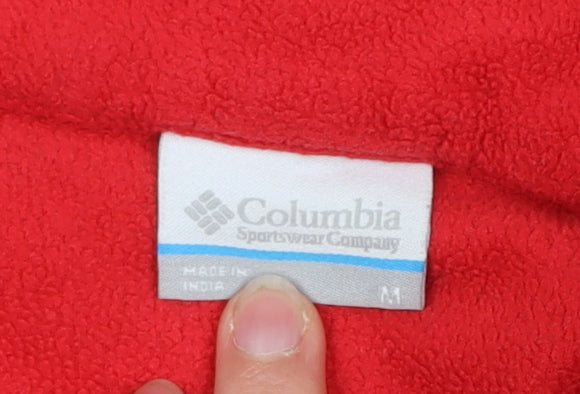 Columbia
Sportswear Company
MADE IN
INDIA
M